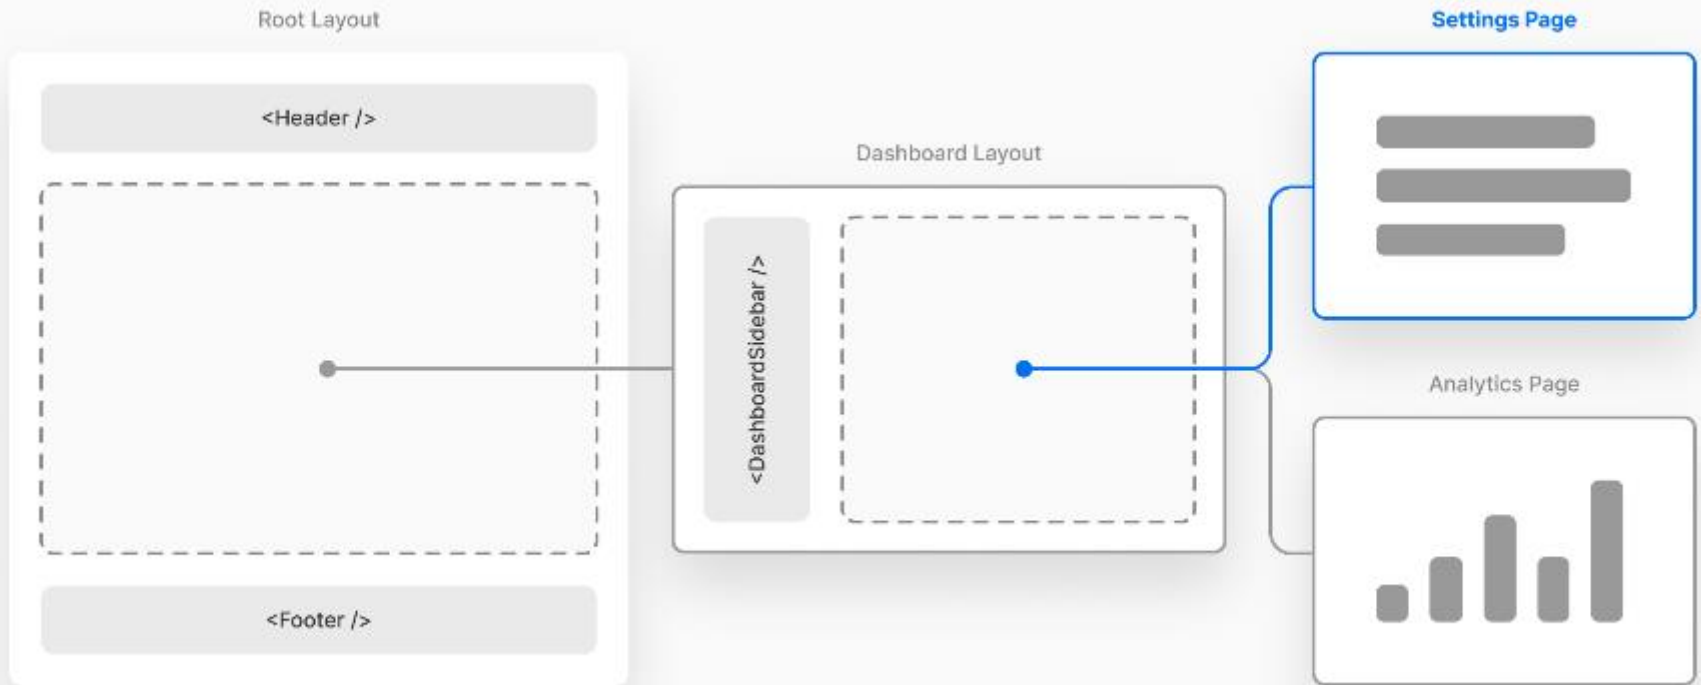 Root Layout
<Header />
<Footer />
Dashboard Layout
<DashboardSidebar />
Settings Page
Analytics Page